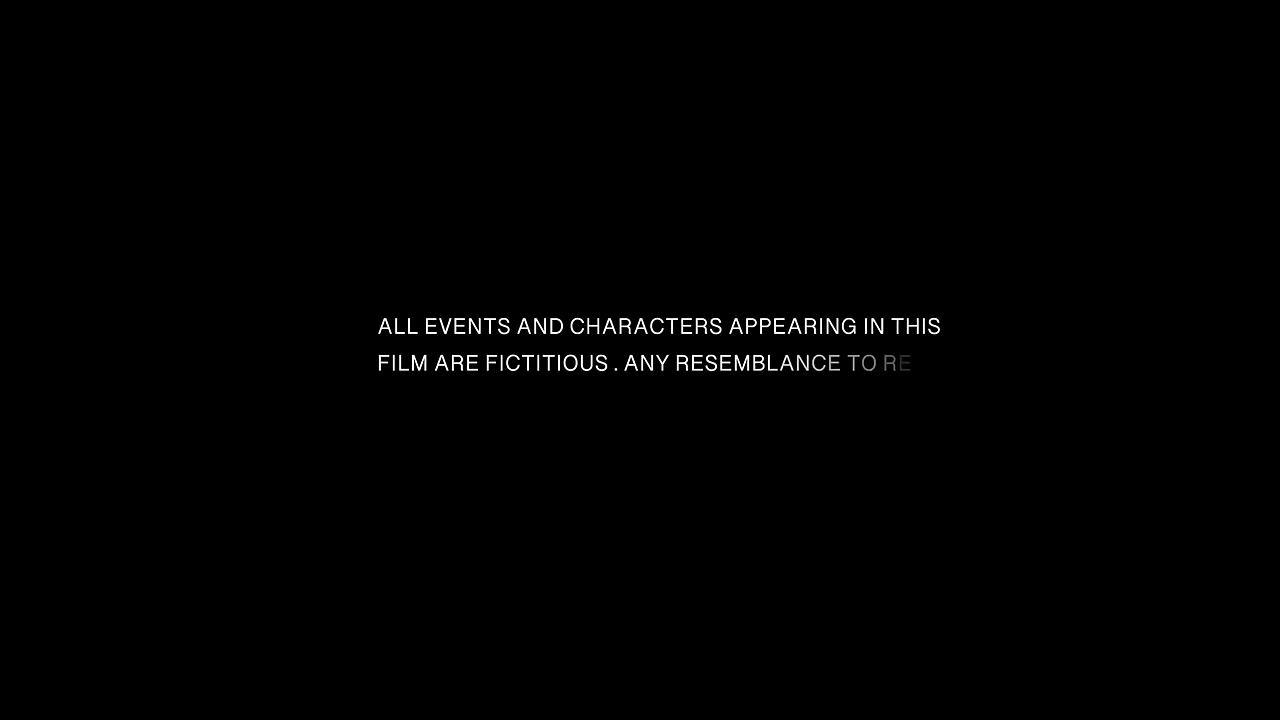 ALL EVENTS AND CHARACTERS APPEARING IN THIS
FILM ARE FICTITIOUS . ANY RESEMBLANCE TO RE